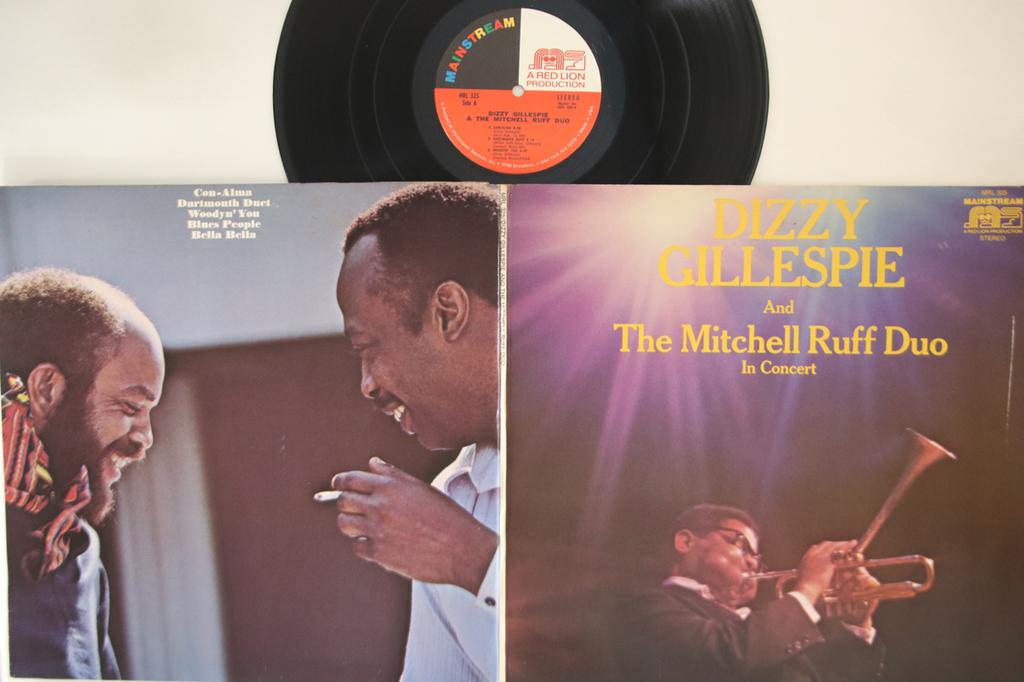 MAINSTREAM
A RED LION
PRODUCTION
MRL 325
Side A
STEREO
DIZZY GILLESPIE
& THE MITCHELL RUFF DUO
Con-Alma
Dartmouth Duet
Woodyn' You
Blues People
Bella Bella
DIZZY
GILLESPIE
And
The Mitchell Ruff Duo
In Concert
MRL 325
MAINSTREAM
A RED LION PRODUCTION
STEREO